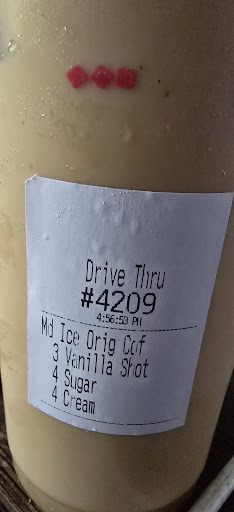 Drive Thru
#4209
4:56:53 PM
Md Ice Orig Cof
3 Vanilla Shot
4 Sugar
4 Cream